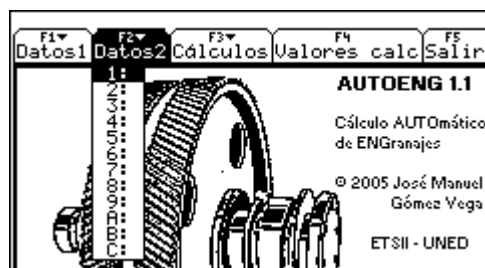 F1▾ F2▾ F3▾ F4 F5
Datos1 Datos2 Cálculos Valores calc Salir
1:
2:
3:
4:
5:
6:
7:
8:
9:
A:
B:
C:
AUTOENG 1.1
Cálculo AUTOmático
de ENGranajes
© 2005 José Manuel
Gómez Vega
ETSII - UNED